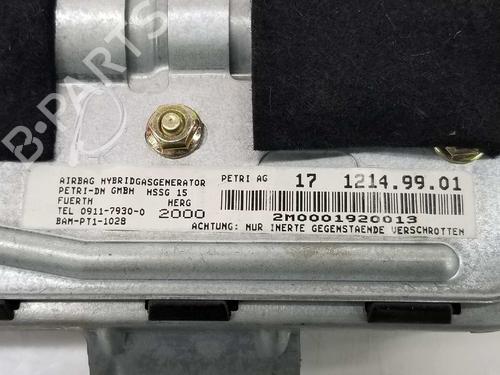 B-PARTS
AIRBAG HYBRIDGASGENERATOR
PETRI-DN GMBH HSSG 15
FUERTH HERG
TEL 0911-7930-0 2000
BAM-PT1-1028
PETRI AG 17 1214.99.01
2M0001920013
ACHTUNG: NUR INERTE GEGENSTAENDE VERSCHROTTEN